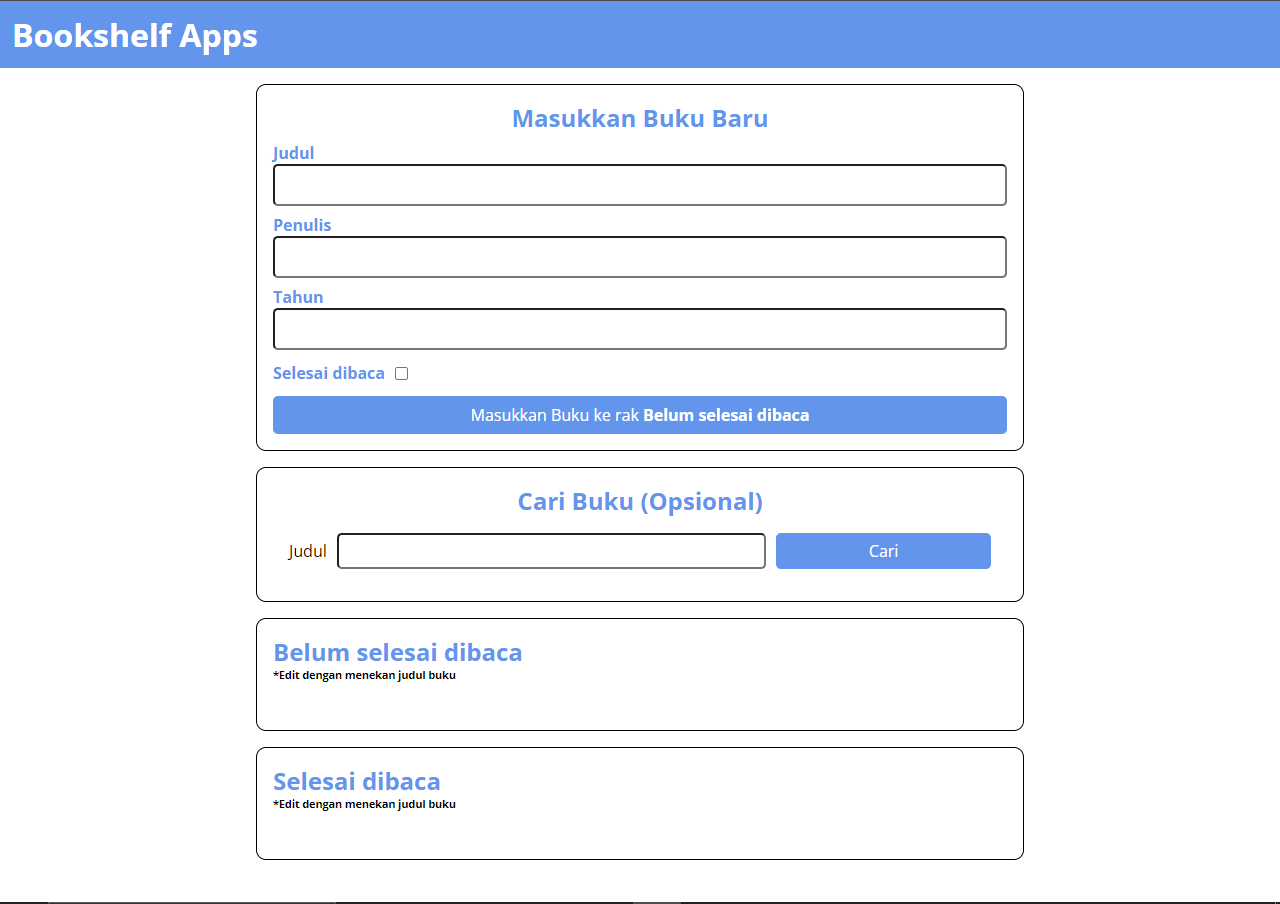 Bookshelf Apps
Masukkan Buku Baru
Judul
Penulis
Tahun
Selesai dibaca
Masukkan Buku ke rak Belum selesai dibaca
Cari Buku (Opsional)
Judul Cari
Belum selesai dibaca
*Edit dengan menekan judul buku
Selesai dibaca
*Edit dengan menekan judul buku